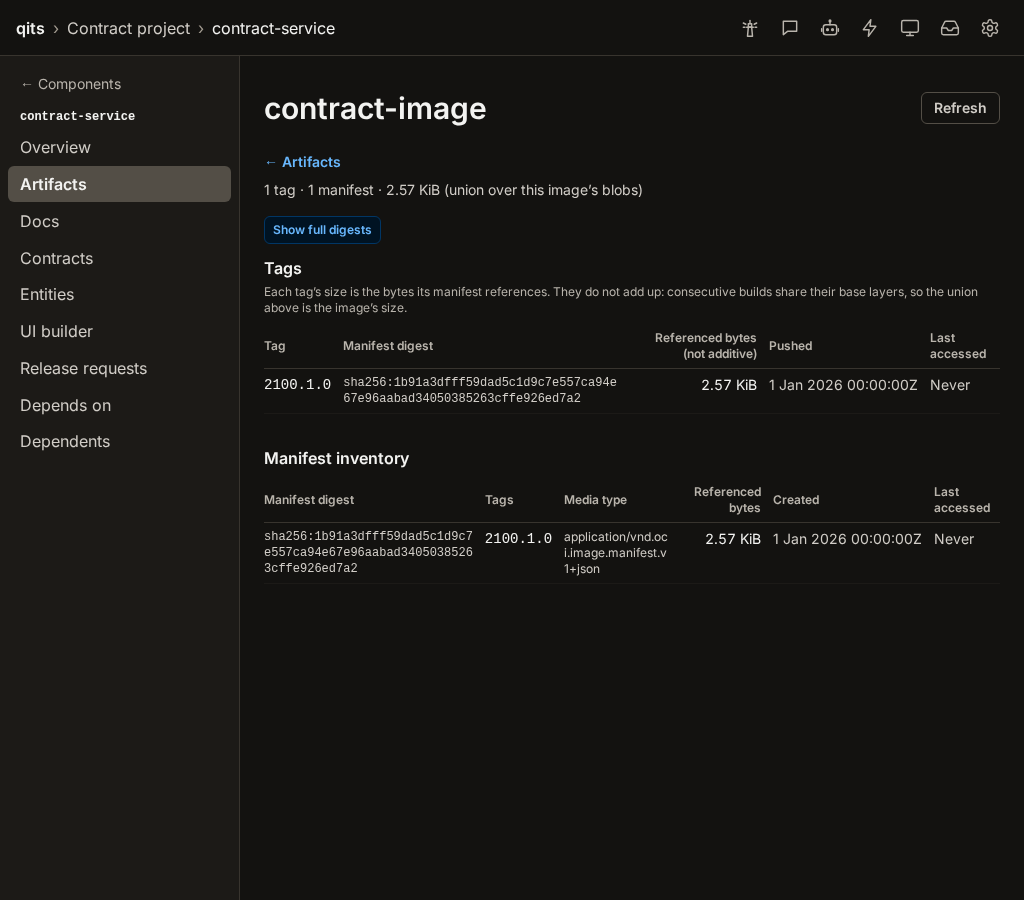 qits › Contract project › contract-service
← Components
contract-service
Overview
Artifacts
Docs
Contracts
Entities
UI builder
Release requests
Depends on
Dependents
contract-image
Refresh
← Artifacts
1 tag · 1 manifest · 2.57 KiB (union over this image’s blobs)
Show full digests
Tags
Each tag’s size is the bytes its manifest references. They do not add up: consecutive builds share their base layers, so the union
above is the image’s size.
Tag Manifest digest Referenced bytes (not additive) Pushed Last accessed
2100.1.0 sha256:1b91a3dfff59dad5c1d9c7e557ca94e 2.57 KiB 1 Jan 2026 00:00:00Z Never
67e96aabad34050385263cffe926ed7a2
Manifest inventory
Manifest digest Tags Media type Referenced bytes Created Last accessed
sha256:1b91a3dfff59dad5c1d9c7 2100.1.0 application/vnd.oc 2.57 KiB 1 Jan 2026 00:00:00Z Never
e557ca94e67e96aabad3405038526 i.image.manifest.v
3cffe926ed7a2 1+json